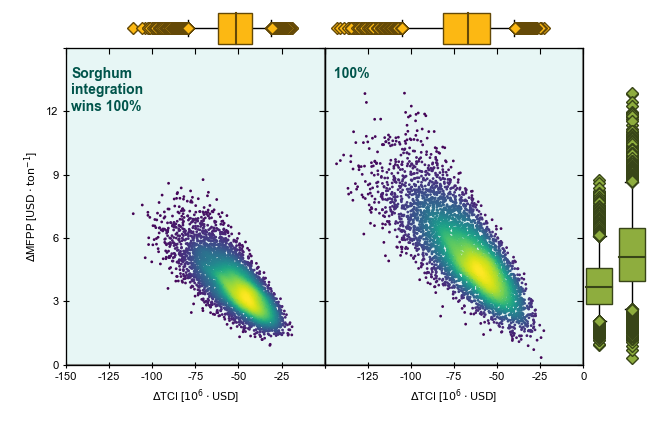 Sorghum
integration
wins 100%
100%
12
9
6
3
0
ΔMFPP [USD · ton⁻¹]
-150 -125 -100 -75 -50 -25
-125 -100 -75 -50 -25 0
ΔTCI [10⁶ · USD]
ΔTCI [10⁶ · USD]